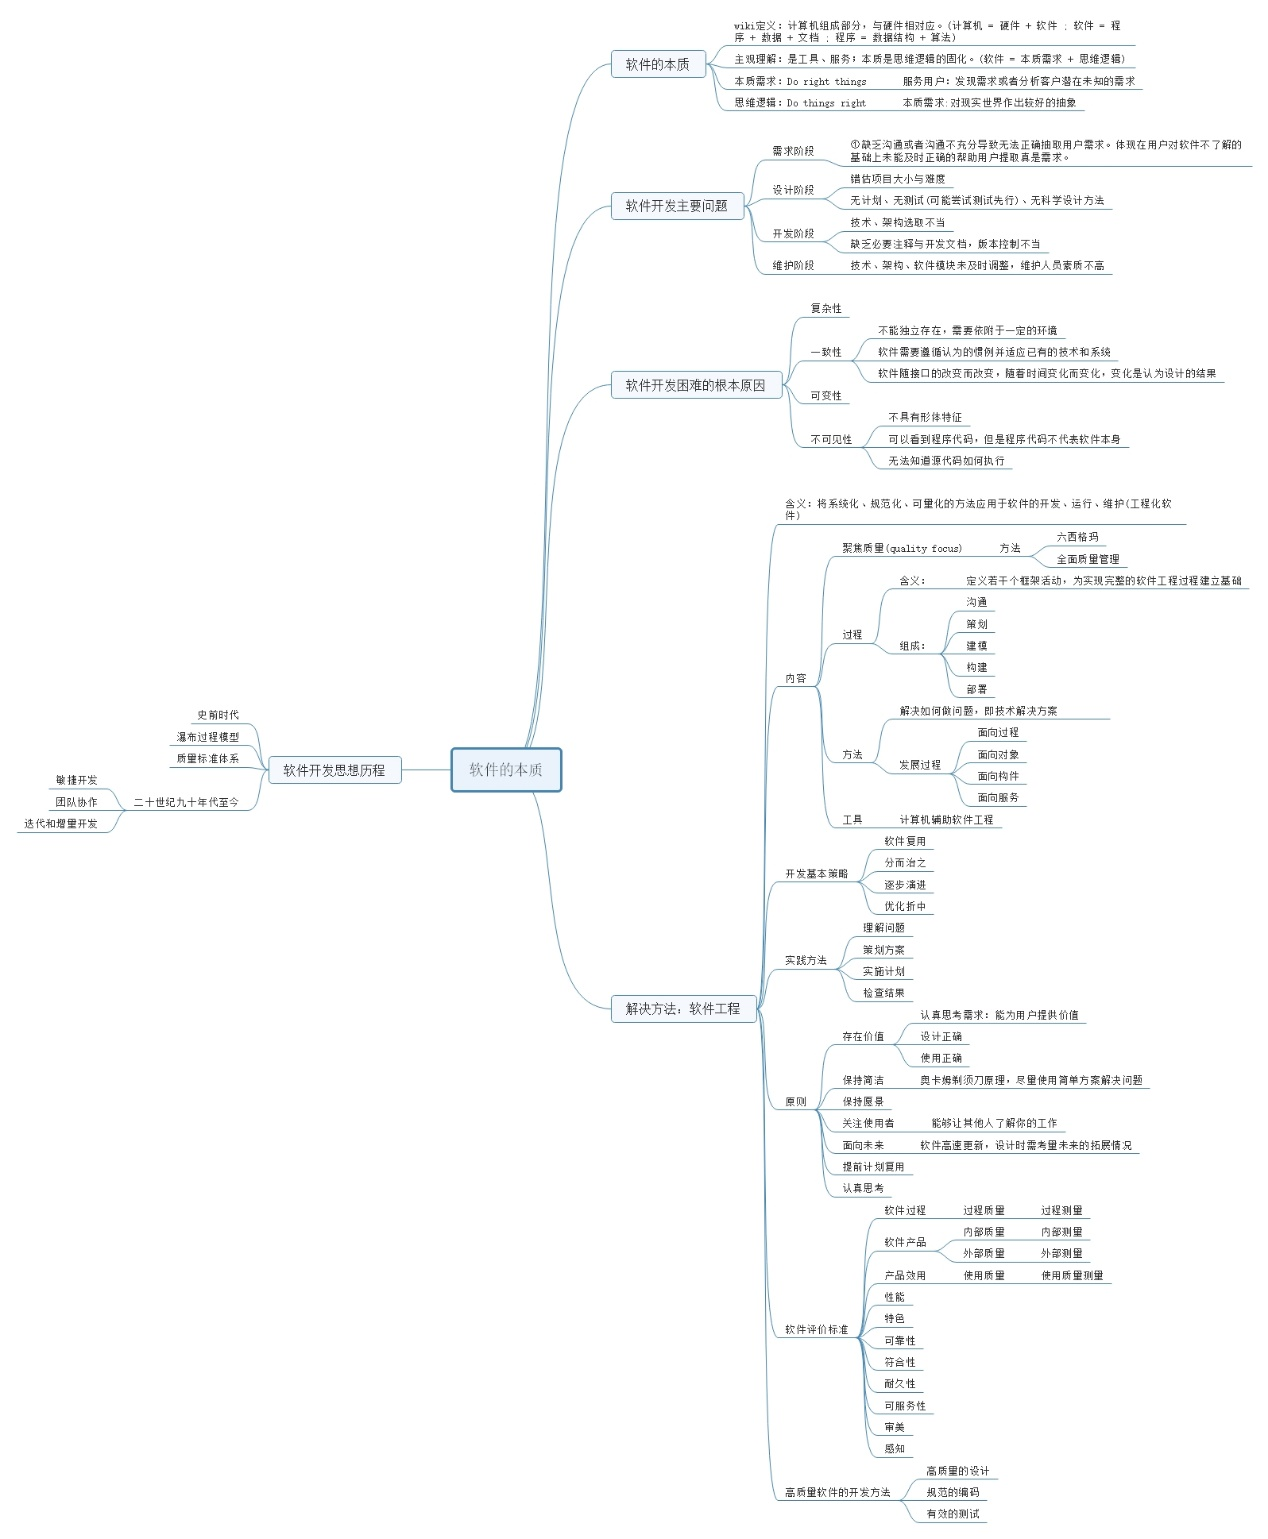 软件的本质
软件的本质
wiki定义：计算机组成部分，与硬件相对应。(计算机 = 硬件 + 软件 ；软件 = 程
序 + 数据 + 文档 ；程序 = 数据结构 + 算法)
主观理解：是工具、服务；本质是思维逻辑的固化。(软件 = 本质需求 + 思维逻辑)
本质需求：Do right things
服务用户：发现需求或者分析客户潜在未知的需求
思维逻辑：Do things right
本质需求:对现实世界作出较好的抽象
软件开发主要问题
需求阶段
①缺乏沟通或者沟通不充分导致无法正确抽取用户需求。体现在用户对软件不了解的
基础上未能及时正确的帮助用户提取真是需求。
设计阶段
错估项目大小与难度
无计划、无测试(可能尝试测试先行)、无科学设计方法
开发阶段
技术、架构选取不当
缺乏必要注释与开发文档，版本控制不当
维护阶段
技术、架构、软件模块未及时调整，维护人员素质不高
软件开发困难的根本原因
复杂性
一致性
不能独立存在，需要依附于一定的环境
软件需要遵循认为的惯例并适应已有的技术和系统
软件随接口的改变而改变，随着时间变化而变化，变化是认为设计的结果
可变性
不可见性
不具有形体特征
可以看到程序代码，但是程序代码不代表软件本身
无法知道源代码如何执行
解决方法：软件工程
含义：将系统化、规范化、可量化的方法应用于软件的开发、运行、维护(工程化软
件)
内容
聚焦质量(quality focus)
方法
六西格玛
全面质量管理
过程
含义：
定义若干个框架活动，为实现完整的软件工程过程建立基础
组成：
沟通
策划
建模
构建
部署
方法
解决如何做问题，即技术解决方案
发展过程
面向过程
面向对象
面向构件
面向服务
工具
计算机辅助软件工程
开发基本策略
软件复用
分而治之
逐步演进
优化折中
实践方法
理解问题
策划方案
实施计划
检查结果
原则
存在价值
认真思考需求：能为用户提供价值
设计正确
使用正确
保持简洁
奥卡姆剃须刀原理，尽量使用简单方案解决问题
保持愿景
关注使用者
能够让其他人了解你的工作
面向未来
软件高速更新，设计时需考量未来的拓展情况
提前计划复用
认真思考
软件评价标准
软件过程
过程质量
过程测量
软件产品
内部质量
内部测量
外部质量
外部测量
产品效用
使用质量
使用质量测量
性能
特色
可靠性
符合性
耐久性
可服务性
审美
感知
高质量软件的开发方法
高质量的设计
规范的编码
有效的测试
软件开发思想历程
史前时代
瀑布过程模型
质量标准体系
二十世纪九十年代至今
敏捷开发
团队协作
迭代和增量开发